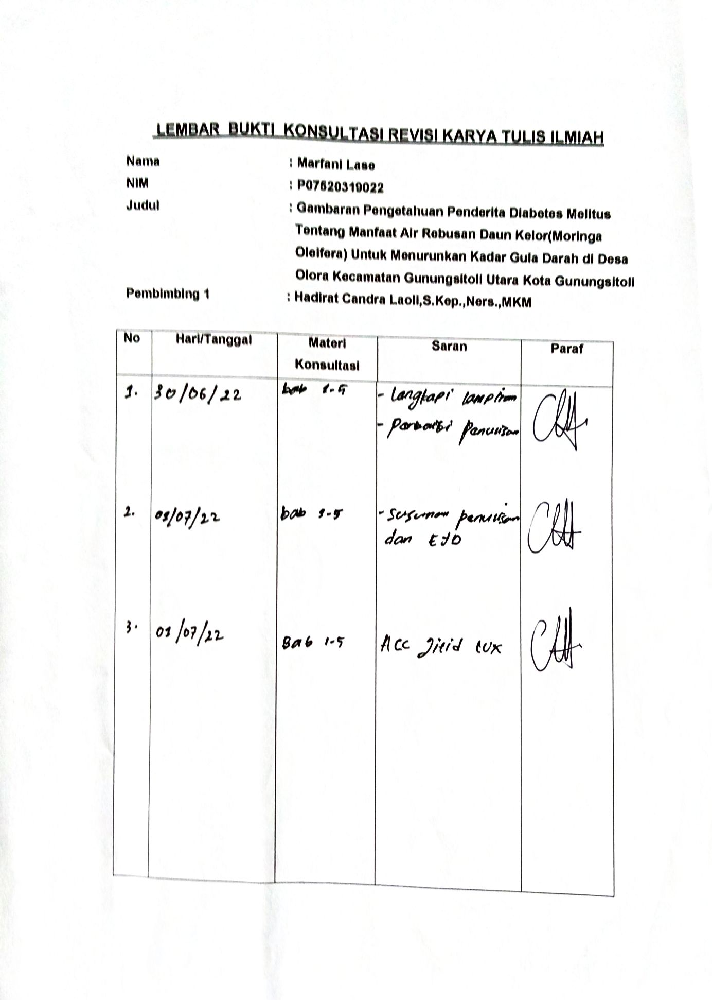 LEMBAR BUKTI KONSULTASI REVISI KARYA TULIS ILMIAH
Nama : Marfani Lase
NIM : P07520319022
Judul : Gambaran Pengetahuan Penderita Diabetes Melitus
Tentang Manfaat Air Rebusan Daun Kelor(Moringa
Oleifera) Untuk Menurunkan Kadar Gula Darah di Desa
Olora Kecamatan Gunungsitoli Utara Kota Gunungsitoli
Pembimbing 1 : Hadirat Candra Laoli,S.Kep.,Ners.,MKM
No Hari/Tanggal Materi Konsultasi Saran Paraf
1. 30/06/22 bab 1-5 - Lengkapi lampiran
- Perbaiki Penulisan
2. 01/07/22 bab 1-5 - Susunan penulisan
dan EYD
3. 01/07/22 Bab 1-5 ACC Jilid lux